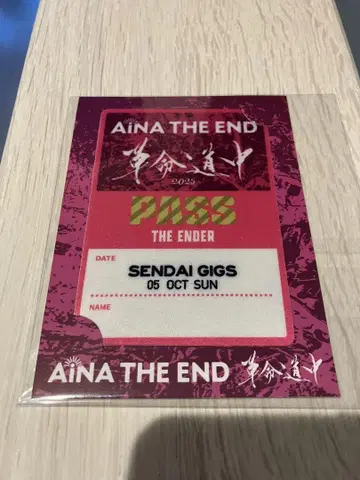 AiNA THE END
革命道中
2025
PASS
THE ENDER
DATE
SENDAI GIGS
05 OCT SUN
NAME
AiNA THE END 革命道中